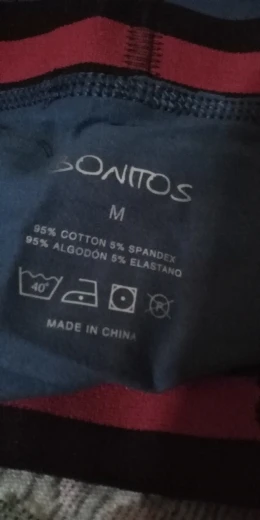 BONITOS
M
95% COTTON 5% SPANDEX
95% ALGODÓN 5% ELASTANO
40°
P
MADE IN CHINA